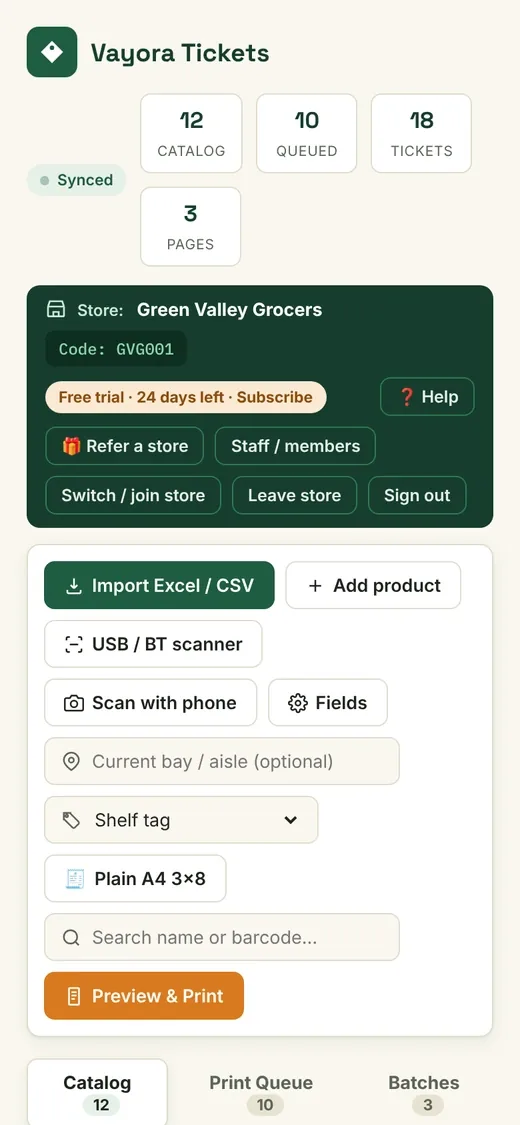 Vayora Tickets
12 10 18
CATALOG QUEUED TICKETS
Synced
3
PAGES
Store: Green Valley Grocers
Code: GVG001
Free trial · 24 days left · Subscribe
❓ Help
🎁 Refer a store
Staff / members
Switch / join store
Leave store
Sign out
Import Excel / CSV
+ Add product
USB / BT scanner
Scan with phone
Fields
Current bay / aisle (optional)
Shelf tag
🧾 Plain A4 3×8
Search name or barcode...
Preview & Print
Catalog Print Queue Batches
12 10 3